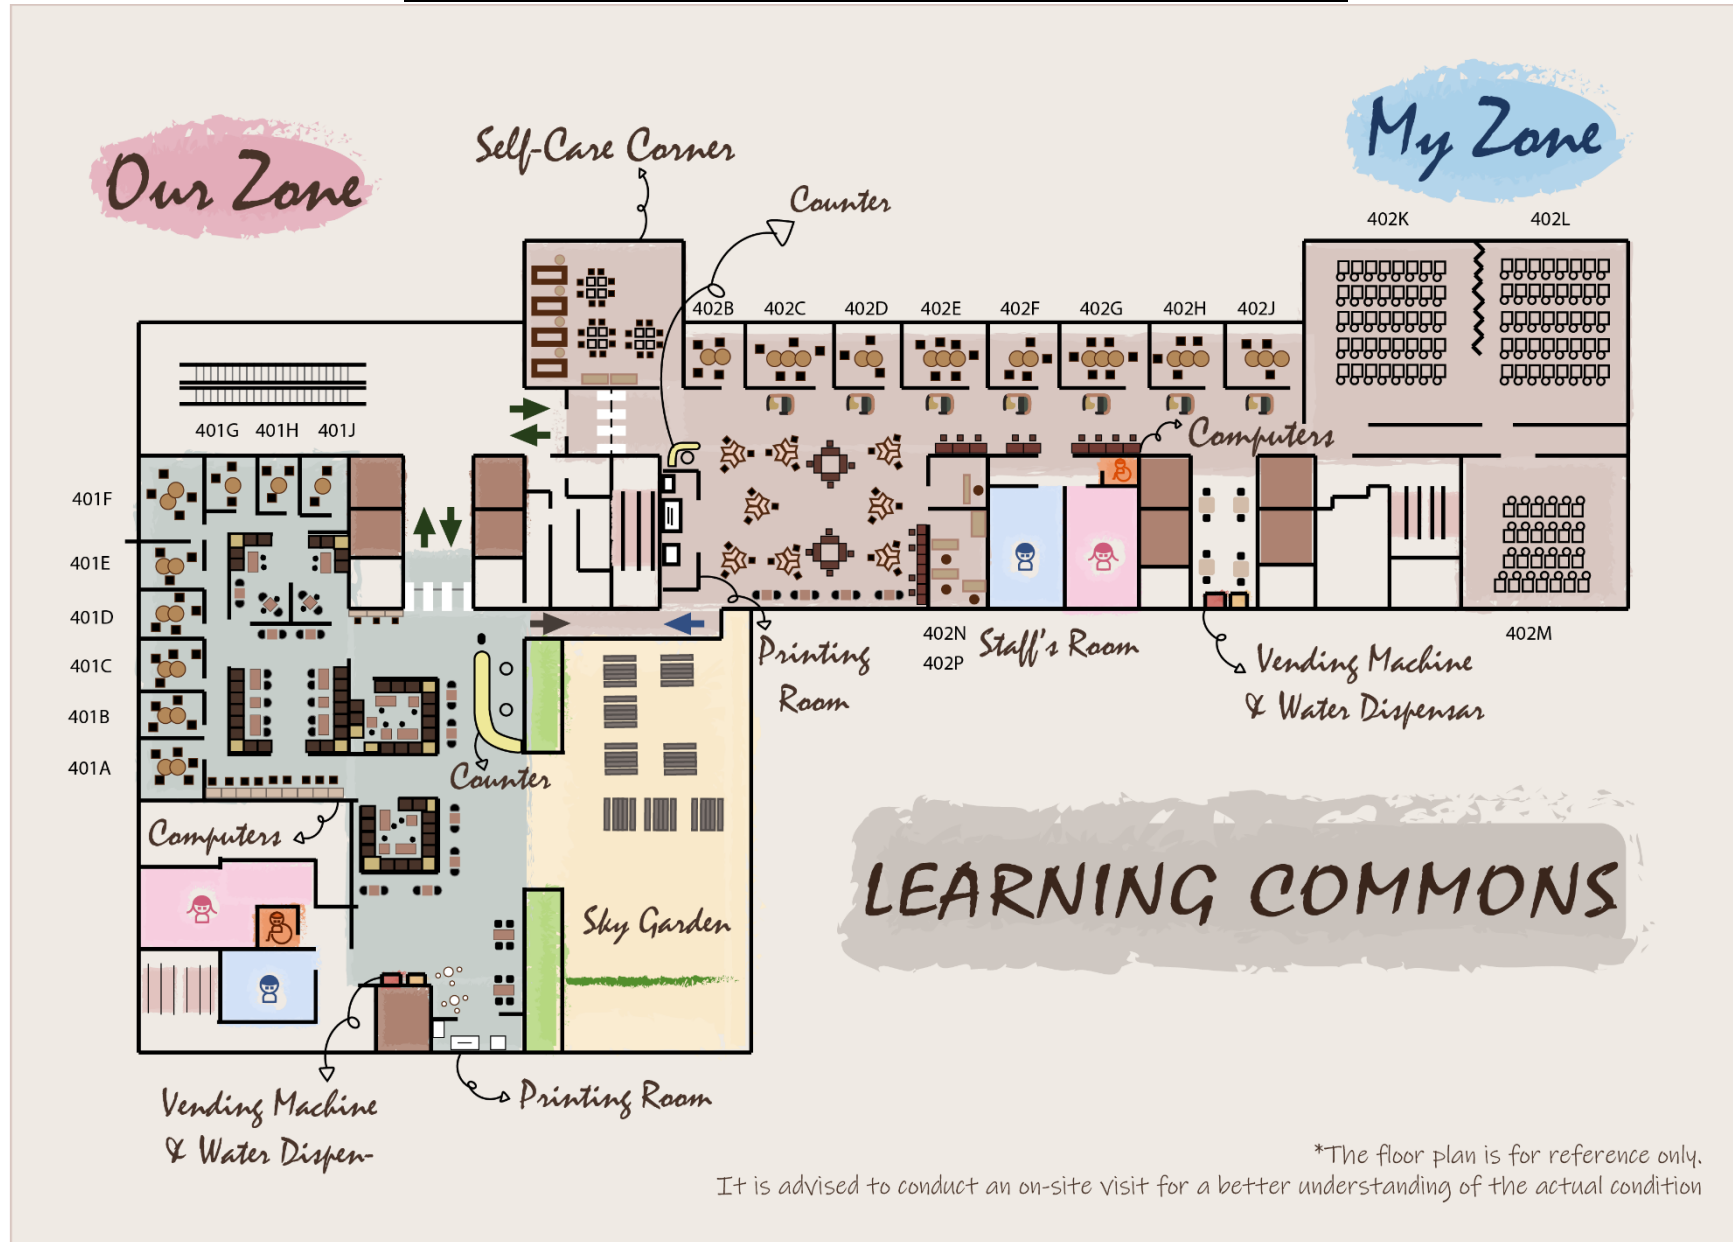 Our Zone
Self-Care Corner
Counter
My Zone
402K
402L
402B
402C
402D
402E
402F
402G
402H
402J
401G
401H
401J
Computers
401F
401E
401D
401C
401B
401A
402N
402P
Staff's Room
402M
Printing
Room
Vending Machine
& Water Dispensar
Counter
Computers
LEARNING COMMONS
Sky Garden
Vending Machine
& Water Dispen-
Printing Room
*The floor plan is for reference only.
It is advised to conduct an on-site visit for a better understanding of the actual condition